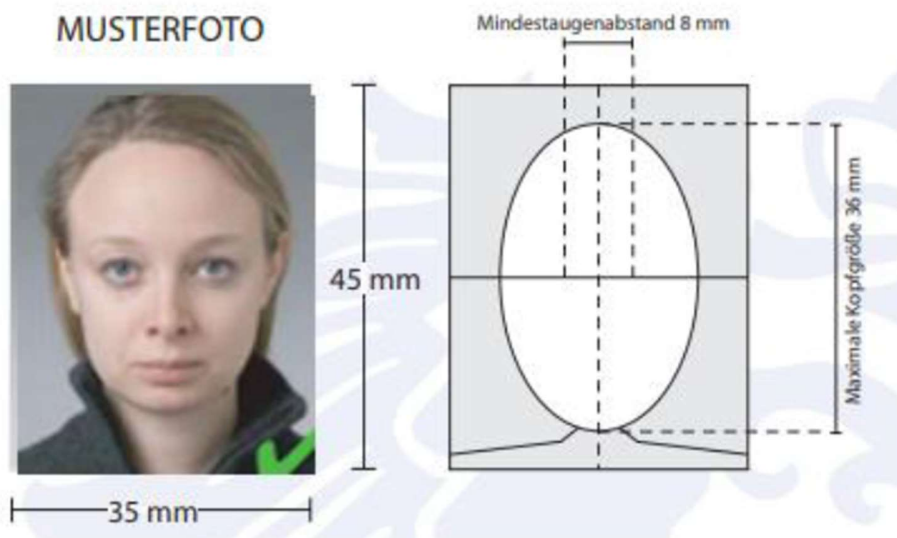 MUSTERFOTO
Mindestaugenabstand 8 mm
45 mm
Maximale Kopfgröße 36 mm
35 mm